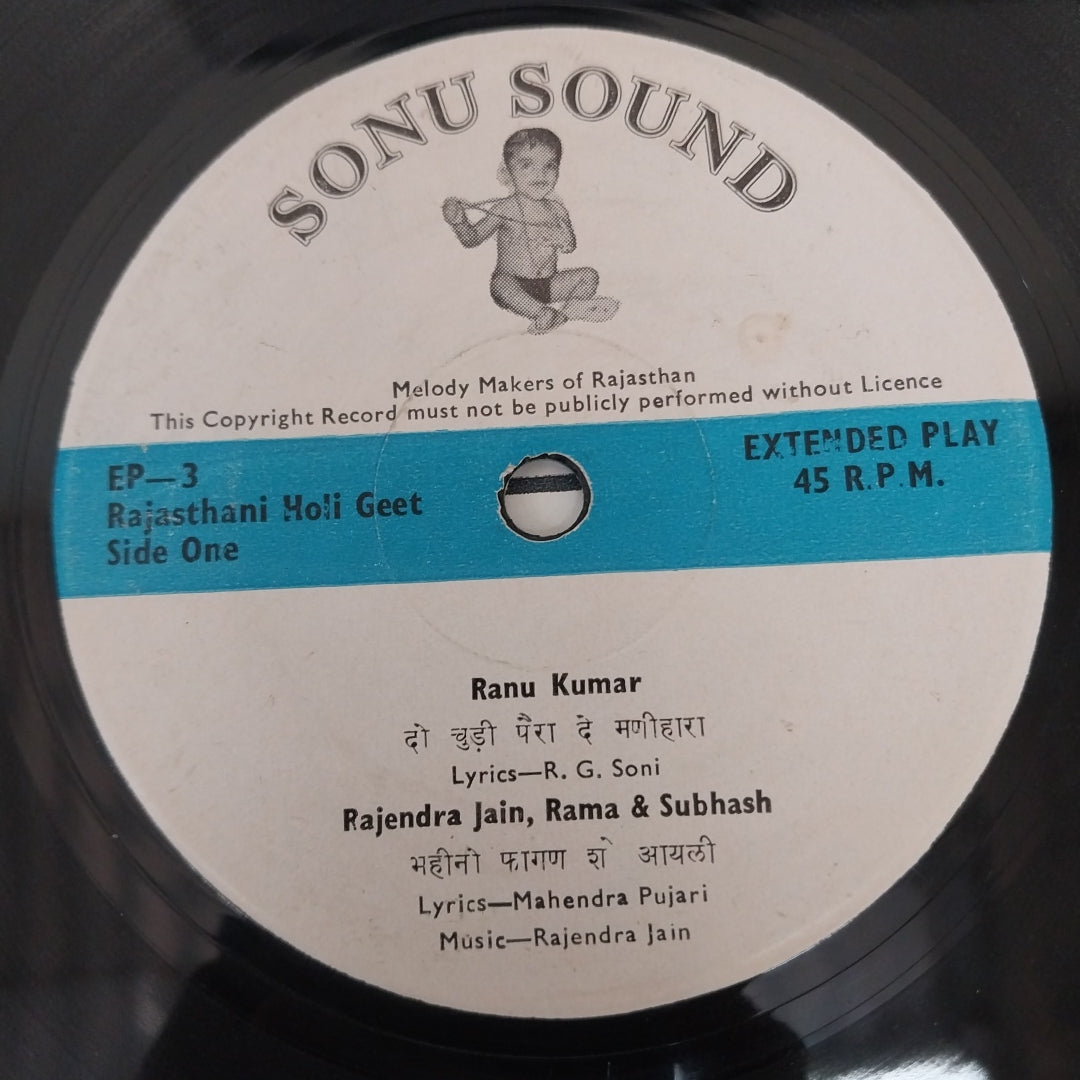 SONU SOUND
Melody Makers of Rajasthan
This Copyright Record must not be publicly performed without Licence
EP—3
Rajasthani Holi Geet
Side One
EXTENDED PLAY
45 R.P.M.
Ranu Kumar
दो चुड़ी पैरा दे मणीहारा
Lyrics—R. G. Soni
Rajendra Jain, Rama & Subhash
भहीनो फागण रो आयली
Lyrics—Mahendra Pujari
Music—Rajendra Jain